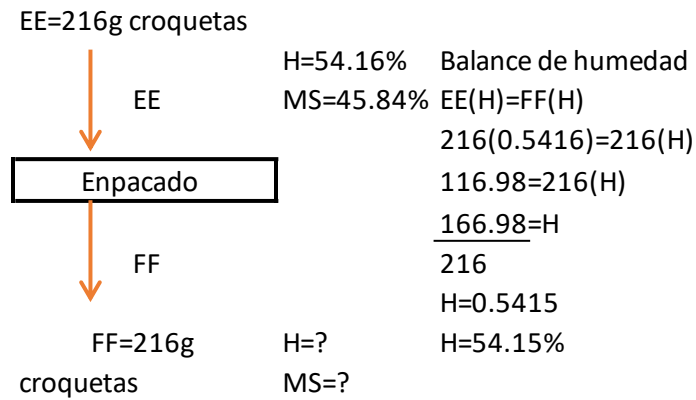 EE=216g croquetas
H=54.16% Balance de humedad
EE MS=45.84% EE(H)=FF(H)
216(0.5416)=216(H)
Enpacado 116.98=216(H)
166.98=H
FF 216
H=0.5415
FF=216g H=? H=54.15%
croquetas MS=?